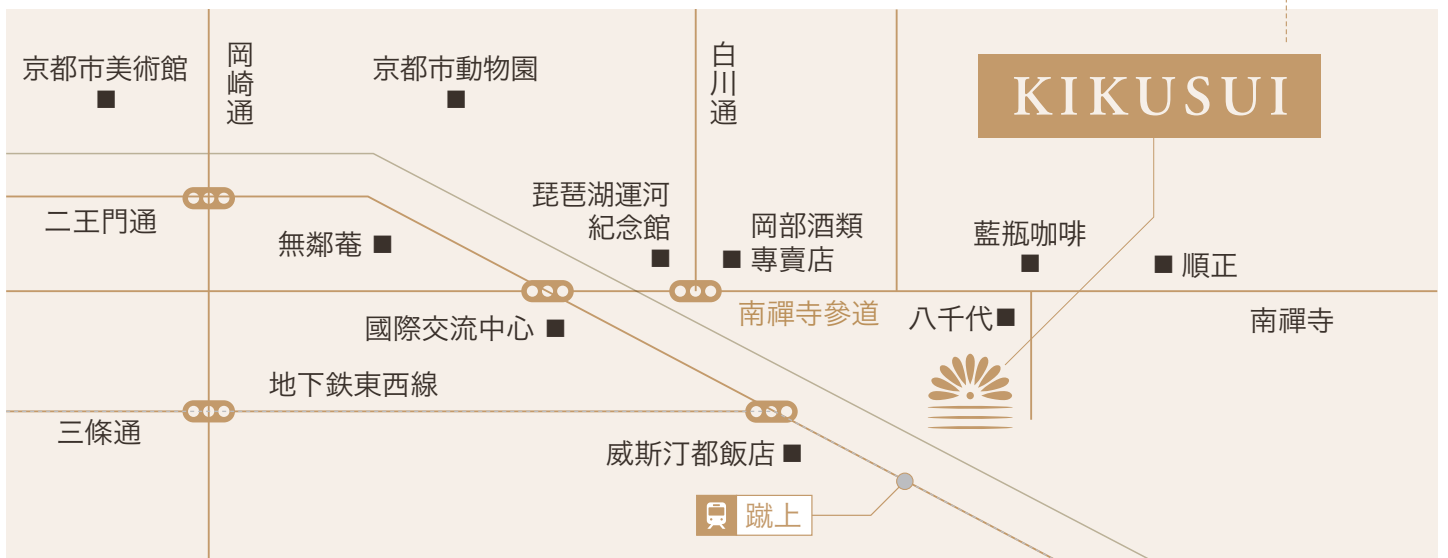 京都市美術館
岡崎通
京都市動物園
白川通
KIKUSUI
二王門通
無鄰菴
琵琶湖運河
紀念館
岡部酒類
專賣店
藍瓶咖啡
順正
南禪寺參道
八千代
南禪寺
國際交流中心
地下鉄東西線
三條通
威斯汀都飯店
蹴上